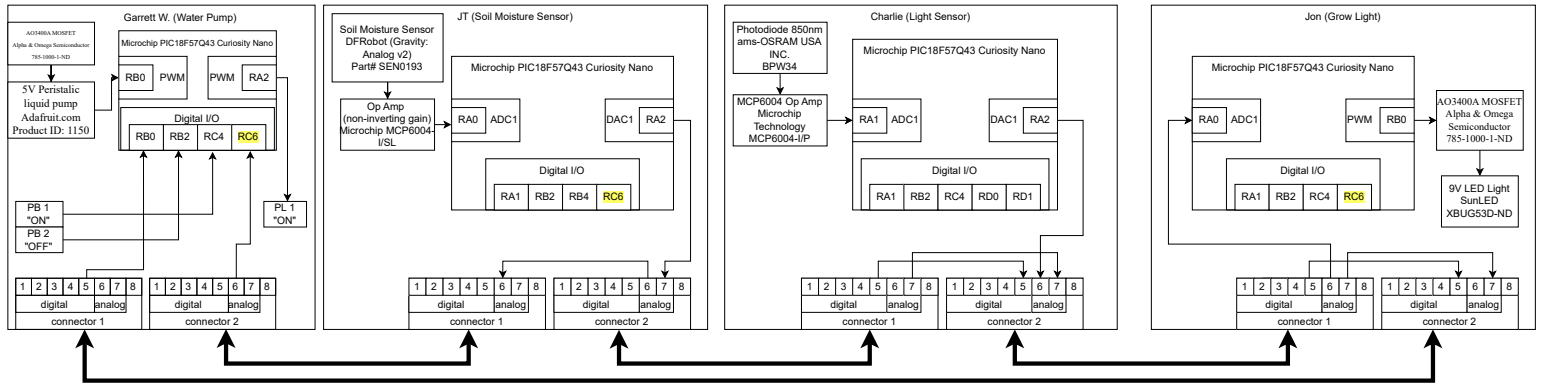 Garrett W. (Water Pump)
AO3400A MOSFET
Alpha & Omega Semiconductor
785-1000-1-ND
5V Peristalic
liquid pump
Adafruit.com
Product ID: 1150
Microchip PIC18F57Q43 Curiosity Nano
RB0 PWM
PWM RA2
Digital I/O
RB0 RB2 RC4 RC6
PB 1
"ON"
PB 2
"OFF"
PL 1
"ON"
1 2 3 4 5 6 7 8
digital analog
connector 1
1 2 3 4 5 6 7 8
digital analog
connector 2
JT (Soil Moisture Sensor)
Soil Moisture Sensor
DFRobot (Gravity:
Analog v2)
Part# SEN0193
Op Amp
(non-inverting gain)
Microchip MCP6004-
I/SL
Microchip PIC18F57Q43 Curiosity Nano
RA0 ADC1
DAC1 RA2
Digital I/O
RA1 RB2 RB4 RC6
1 2 3 4 5 6 7 8
digital analog
connector 1
1 2 3 4 5 6 7 8
digital analog
connector 2
Charlie (Light Sensor)
Photodiode 850nm
ams-OSRAM USA
INC.
BPW34
MCP6004 Op Amp
Microchip
Technology
MCP6004-I/P
Microchip PIC18F57Q43 Curiosity Nano
RA1 ADC1
DAC1 RA2
Digital I/O
RA1 RB2 RC4 RD0 RD1
1 2 3 4 5 6 7 8
digital analog
connector 1
1 2 3 4 5 6 7 8
digital analog
connector 2
Jon (Grow Light)
Microchip PIC18F57Q43 Curiosity Nano
RA0 ADC1
PWM RB0
Digital I/O
RA1 RB2 RC4 RC6
AO3400A MOSFET
Alpha & Omega
Semiconductor
785-1000-1-ND
9V LED Light
SunLED
XBUG53D-ND
1 2 3 4 5 6 7 8
digital analog
connector 1
1 2 3 4 5 6 7 8
digital analog
connector 2